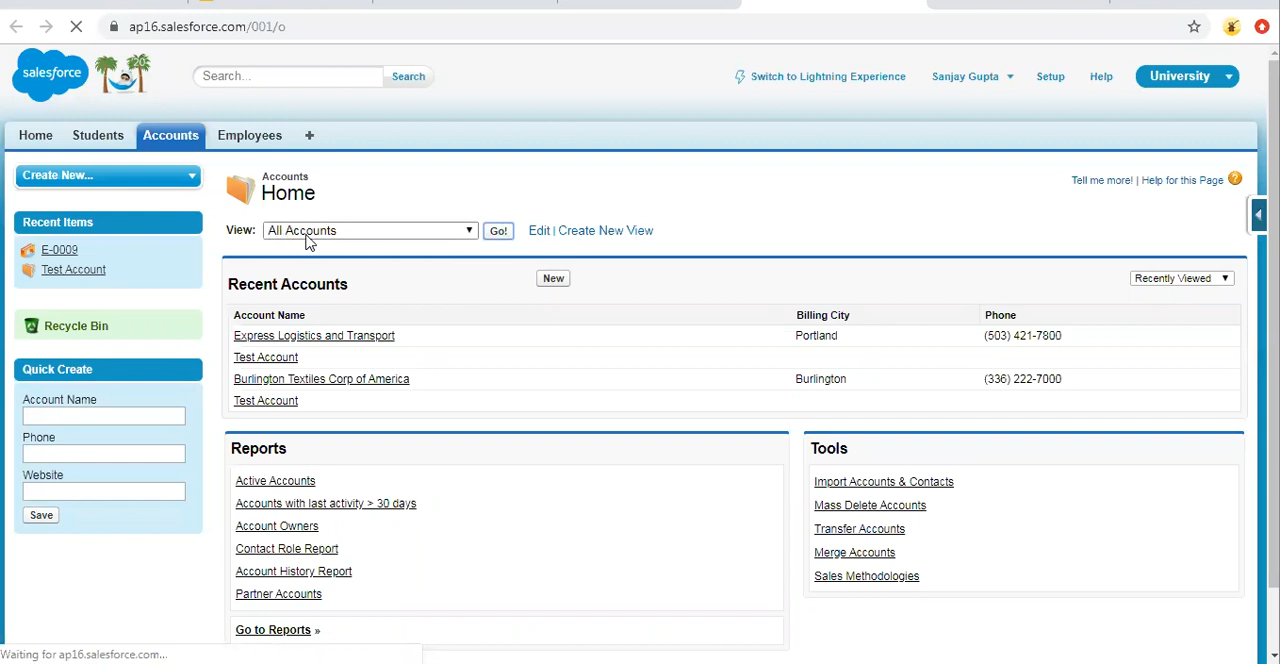 ap16.salesforce.com/001/o
salesforce
Search...
Search
Switch to Lightning Experience
Sanjay Gupta
Setup
Help
University
Home
Students
Accounts
Employees
+
Create New...
Recent Items
E-0009
Test Account
Recycle Bin
Quick Create
Account Name
Phone
Website
Save
Accounts
Home
Tell me more! | Help for this Page ?
View: All Accounts Go! Edit | Create New View
Recent Accounts
New
Recently Viewed
Account Name Billing City Phone
Express Logistics and Transport Portland (503) 421-7800
Test Account
Burlington Textiles Corp of America Burlington (336) 222-7000
Test Account
Reports
Active Accounts
Accounts with last activity > 30 days
Account Owners
Contact Role Report
Account History Report
Partner Accounts
Go to Reports »
Tools
Import Accounts & Contacts
Mass Delete Accounts
Transfer Accounts
Merge Accounts
Sales Methodologies
Waiting for ap16.salesforce.com...